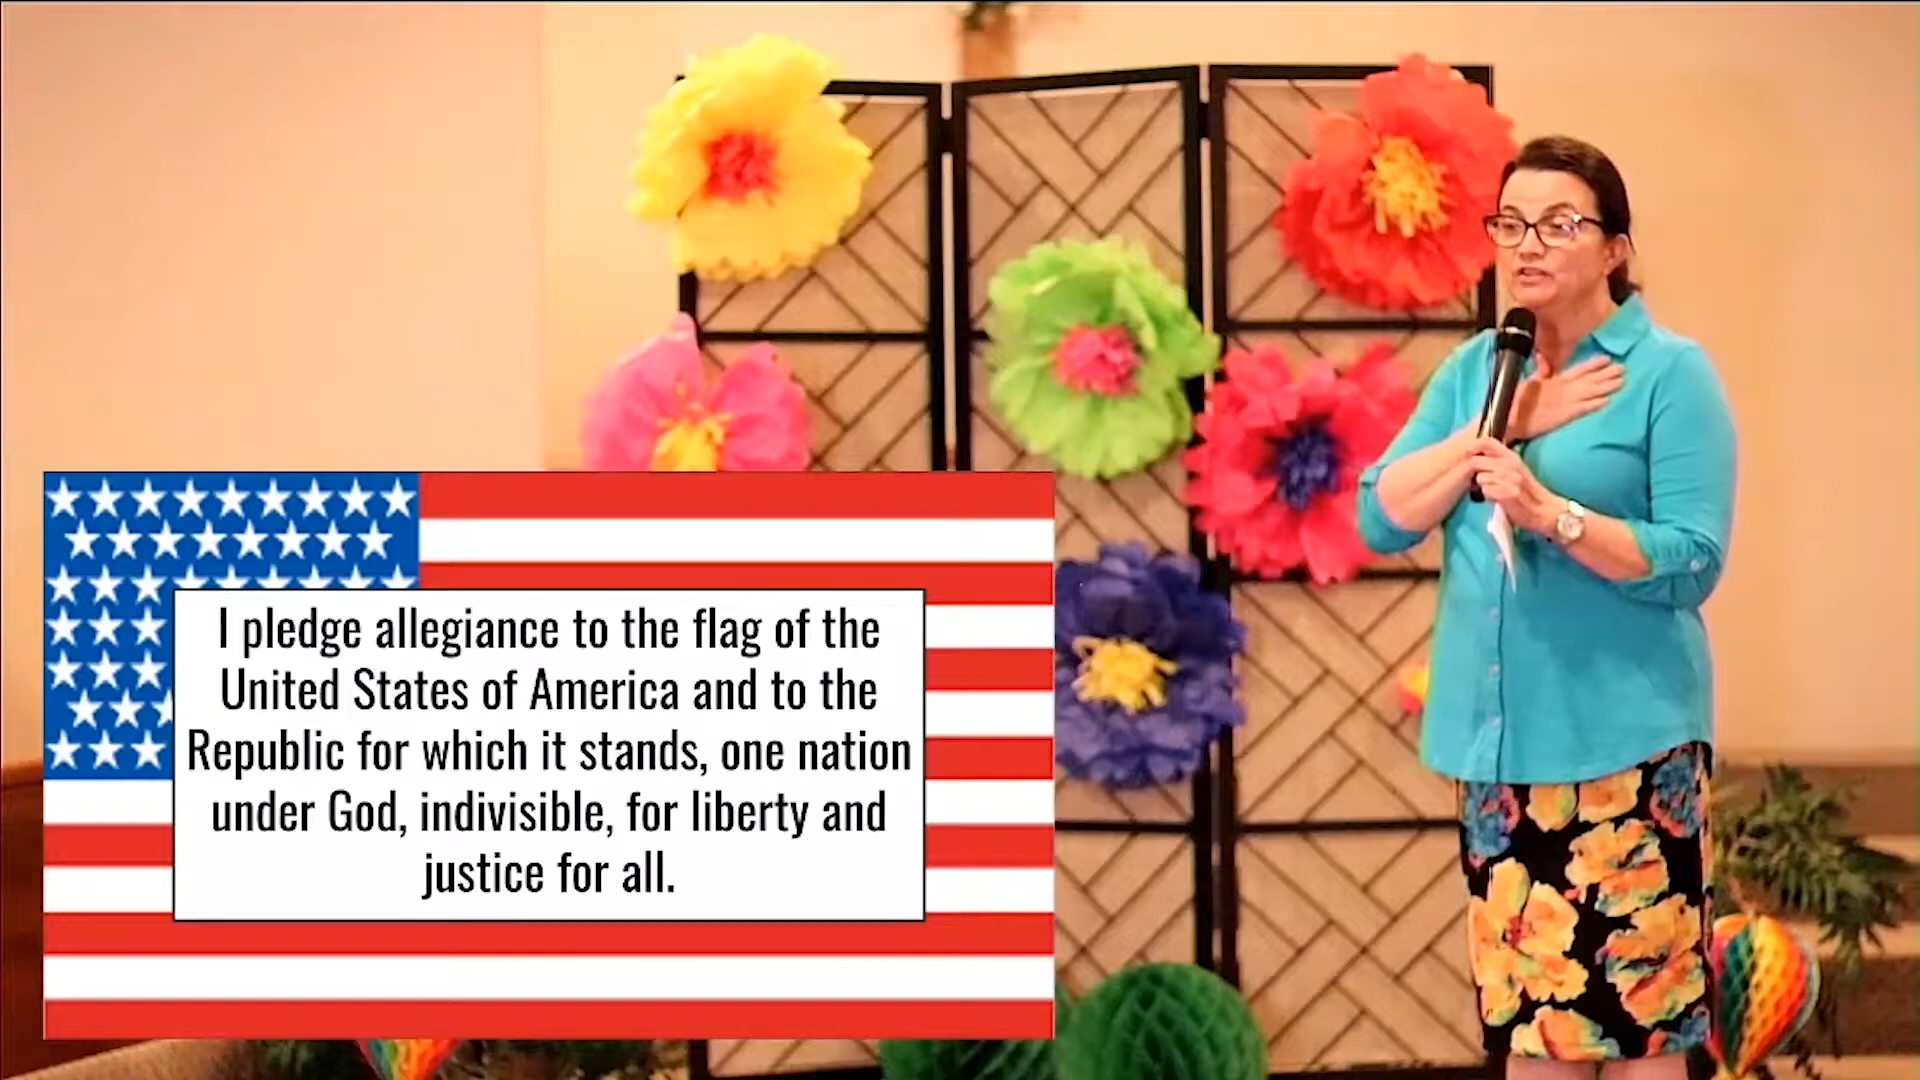 I pledge allegiance to the flag of the
United States of America and to the
Republic for which it stands, one nation
under God, indivisible, for liberty and
justice for all.